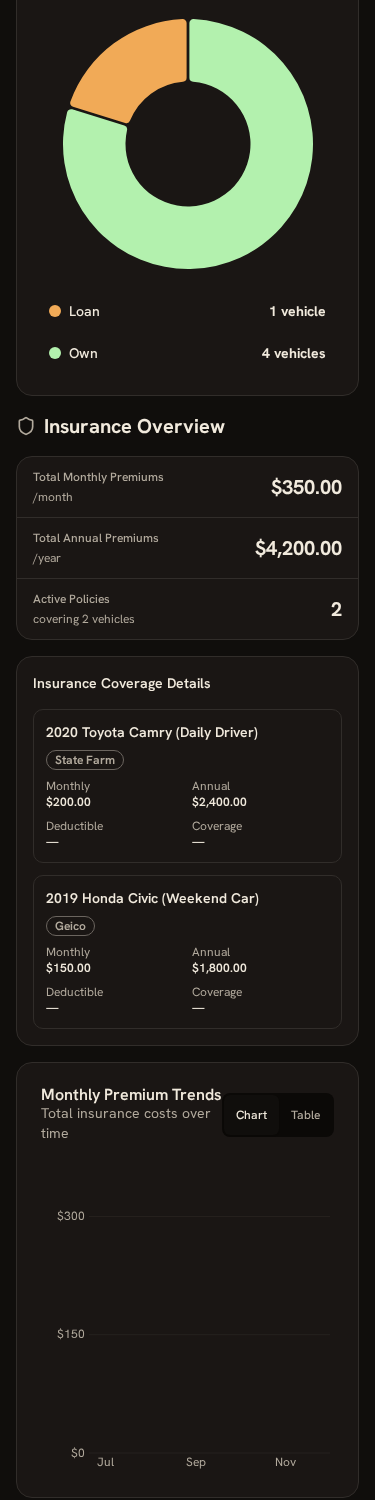 Loan 1 vehicle
Own 4 vehicles
Insurance Overview
Total Monthly Premiums
/month
$350.00
Total Annual Premiums
/year
$4,200.00
Active Policies
covering 2 vehicles
2
Insurance Coverage Details
2020 Toyota Camry (Daily Driver)
State Farm
Monthly Annual
$200.00 $2,400.00
Deductible Coverage
— —
2019 Honda Civic (Weekend Car)
Geico
Monthly Annual
$150.00 $1,800.00
Deductible Coverage
— —
Monthly Premium Trends
Total insurance costs over
time
Chart Table
$300
$150
$0
Jul Sep Nov